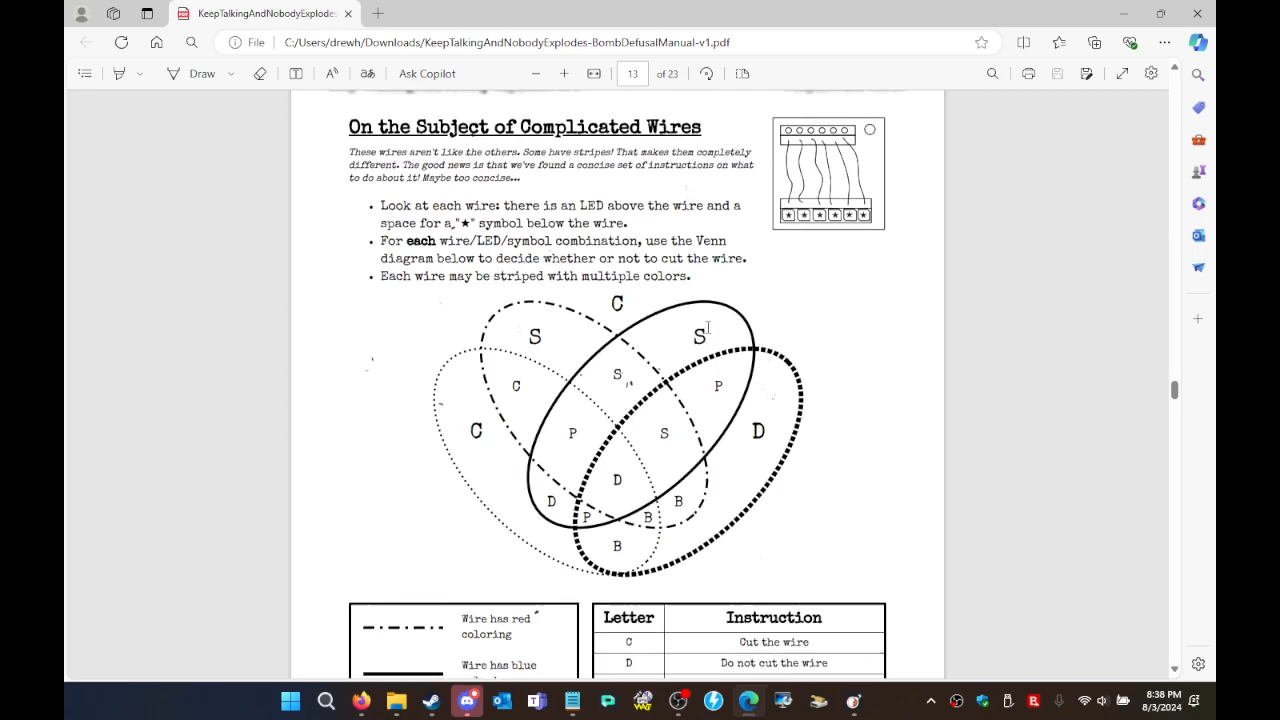 KeepTalkingAndNobodyExplodes-
File C:/Users/drewh/Downloads/KeepTalkingAndNobodyExplodes-BombDefusalManual-v1.pdf
Draw Ask Copilot 13 of 23
On the Subject of Complicated Wires
These wires aren't like the others. Some have stripes! That makes them completely
different. The good news is that we've found a concise set of instructions on what
to do about it! Maybe too concise...
• Look at each wire: there is an LED above the wire and a
space for a "★" symbol below the wire.
• For each wire/LED/symbol combination, use the Venn
diagram below to decide whether or not to cut the wire.
• Each wire may be striped with multiple colors.
C
S S
S
C P
C P S D
D
D B
P B
B
Wire has red
coloring
Wire has blue
Letter Instruction
C Cut the wire
D Do not cut the wire
8:38 PM
8/3/2024